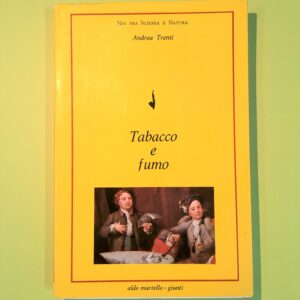 Noi tra Scienza e Natura
Andrea Trenti
Tabacco
e
fumo
aldo martello - giunti